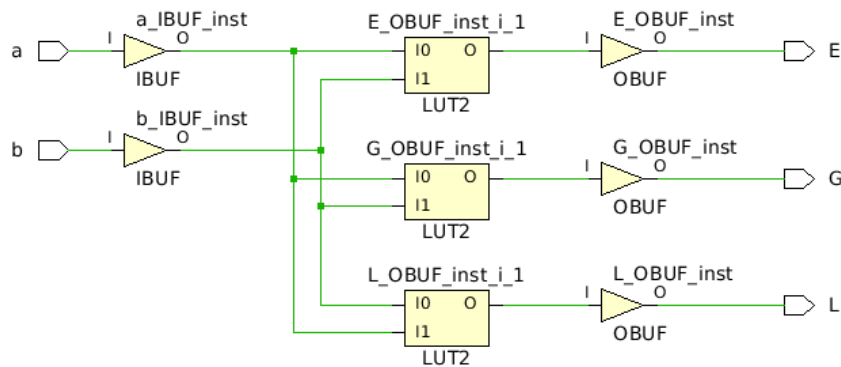 a_IBUF_inst E_OBUF_inst_i_1 E_OBUF_inst
a I O I0 O I O E
I1
IBUF LUT2 OBUF
b_IBUF_inst G_OBUF_inst_i_1 G_OBUF_inst
b I O I0 O I O G
I1
IBUF LUT2 OBUF
L_OBUF_inst_i_1 L_OBUF_inst
I0 O I O L
I1
LUT2 OBUF